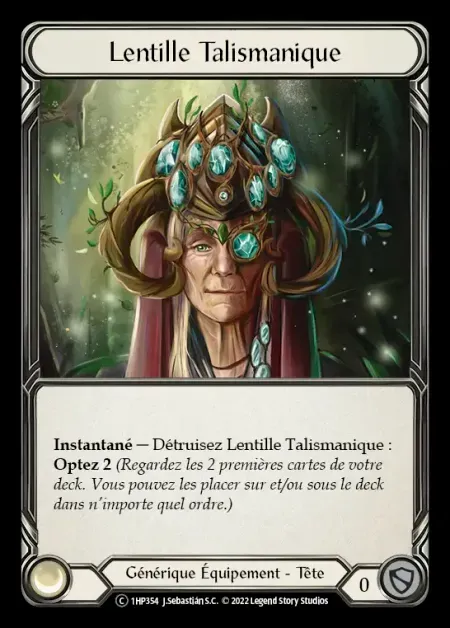 Lentille Talismanique
Instantané — Détruisez Lentille Talismanique :
Optez 2 (Regardez les 2 premières cartes de votre
deck. Vous pouvez les placer sur et/ou sous le deck
dans n'importe quel ordre.)
Générique Équipement - Tête
0
C 1HP354 J.Sebastián S.C. © 2022 Legend Story Studios